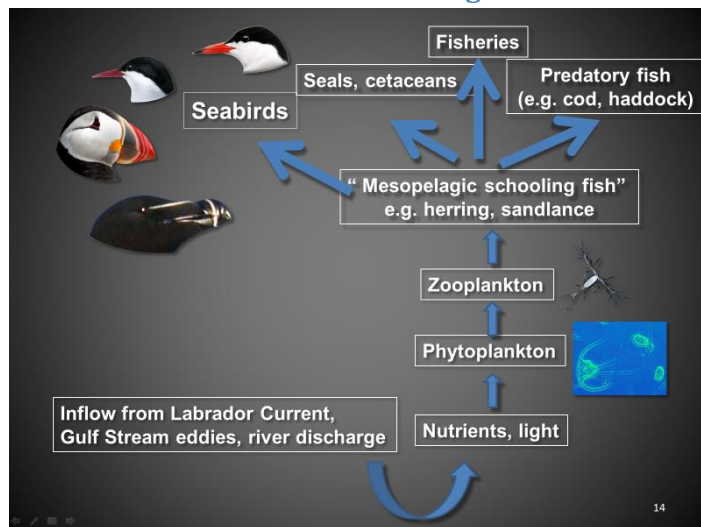 Fisheries
Seals, cetaceans
Predatory fish
(e.g. cod, haddock)
Seabirds
“ Mesopelagic schooling fish”
e.g. herring, sandlance
Zooplankton
Phytoplankton
Inflow from Labrador Current,
Gulf Stream eddies, river discharge
Nutrients, light
14